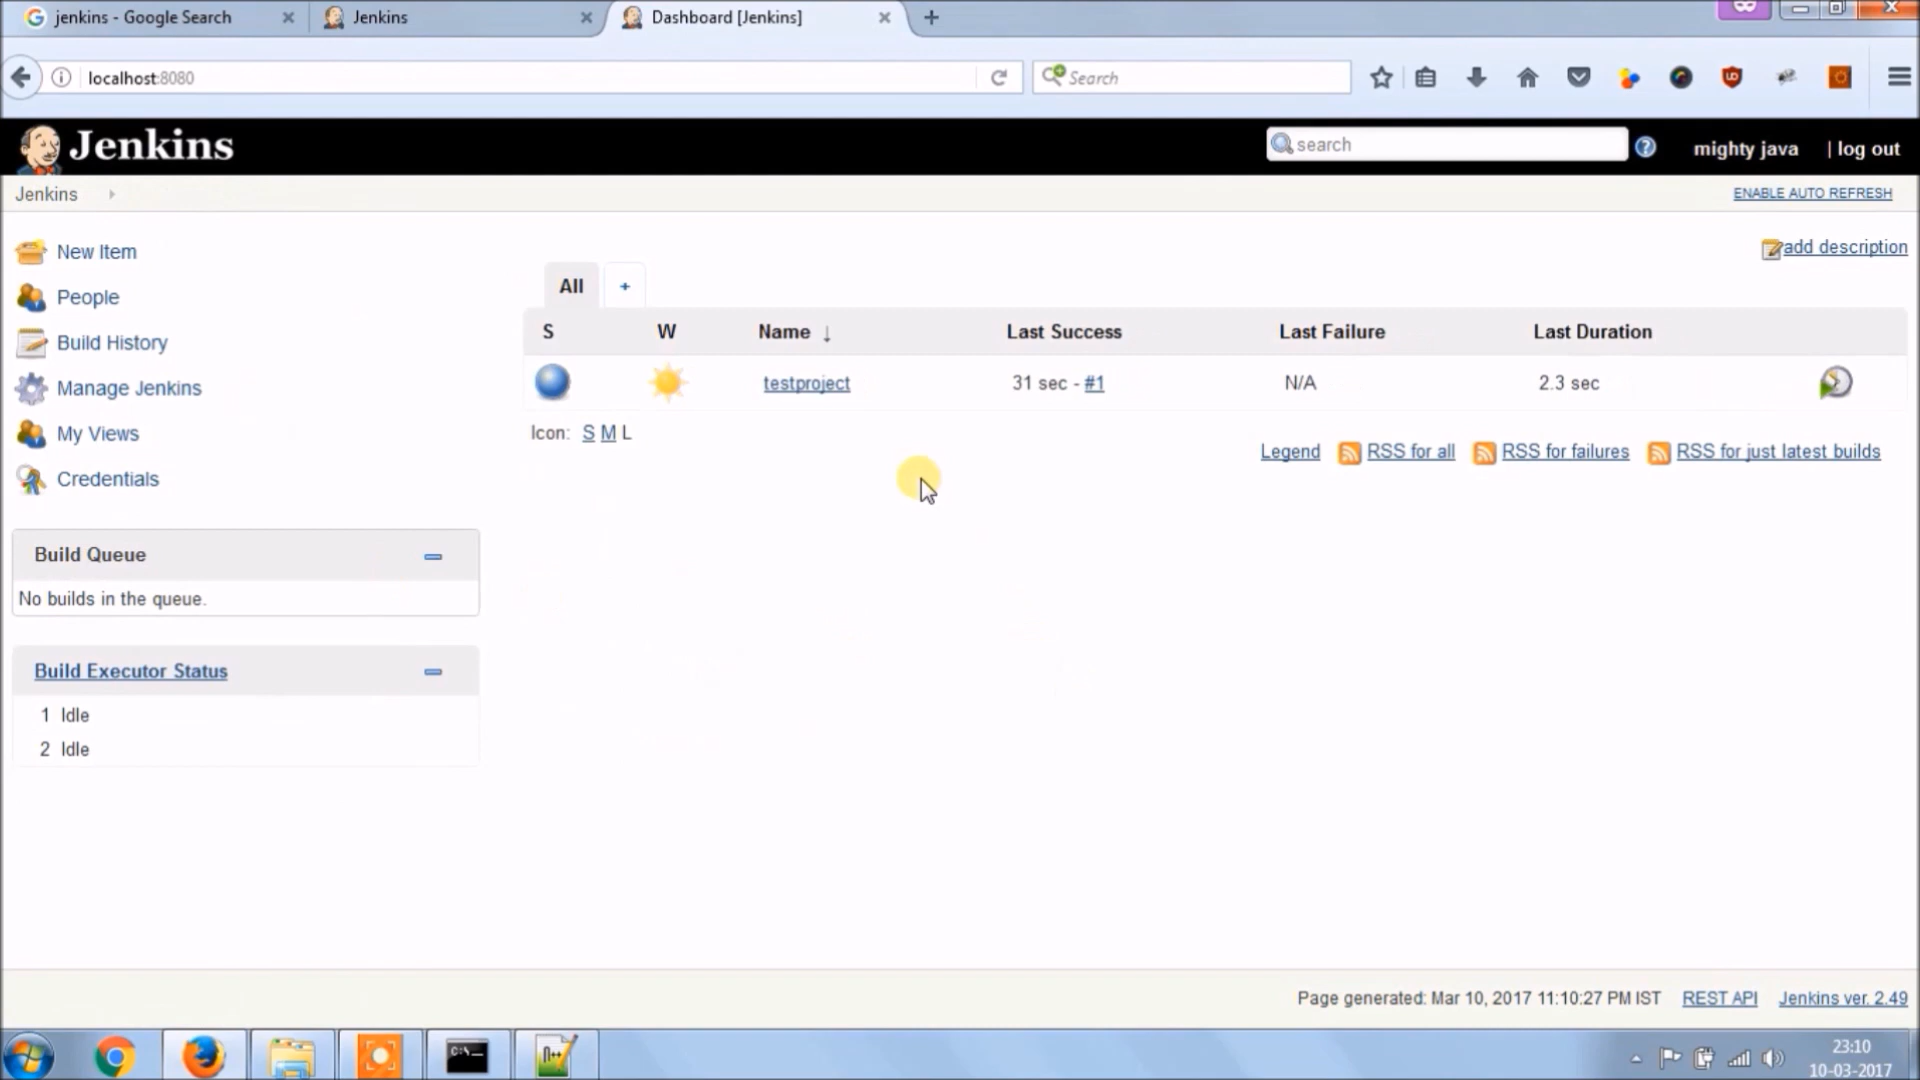 jenkins - Google Search
Jenkins
Dashboard [Jenkins]
localhost:8080
Search
Jenkins
search
mighty java
| log out
Jenkins
ENABLE AUTO REFRESH
New Item
People
Build History
Manage Jenkins
My Views
Credentials
add description
All
+
S W Name ↓ Last Success Last Failure Last Duration
testproject 31 sec - #1 N/A 2.3 sec
Icon: S M L
Legend RSS for all RSS for failures RSS for just latest builds
Build Queue
No builds in the queue.
Build Executor Status
1 Idle
2 Idle
Page generated: Mar 10, 2017 11:10:27 PM IST REST API Jenkins ver. 2.49
23:10
10-03-2017